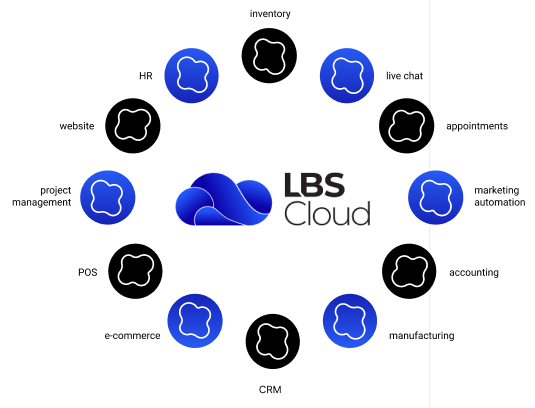 inventory
HR
live chat
website
appointments
project
management
LBS
Cloud
marketing
automation
POS
accounting
e-commerce
manufacturing
CRM